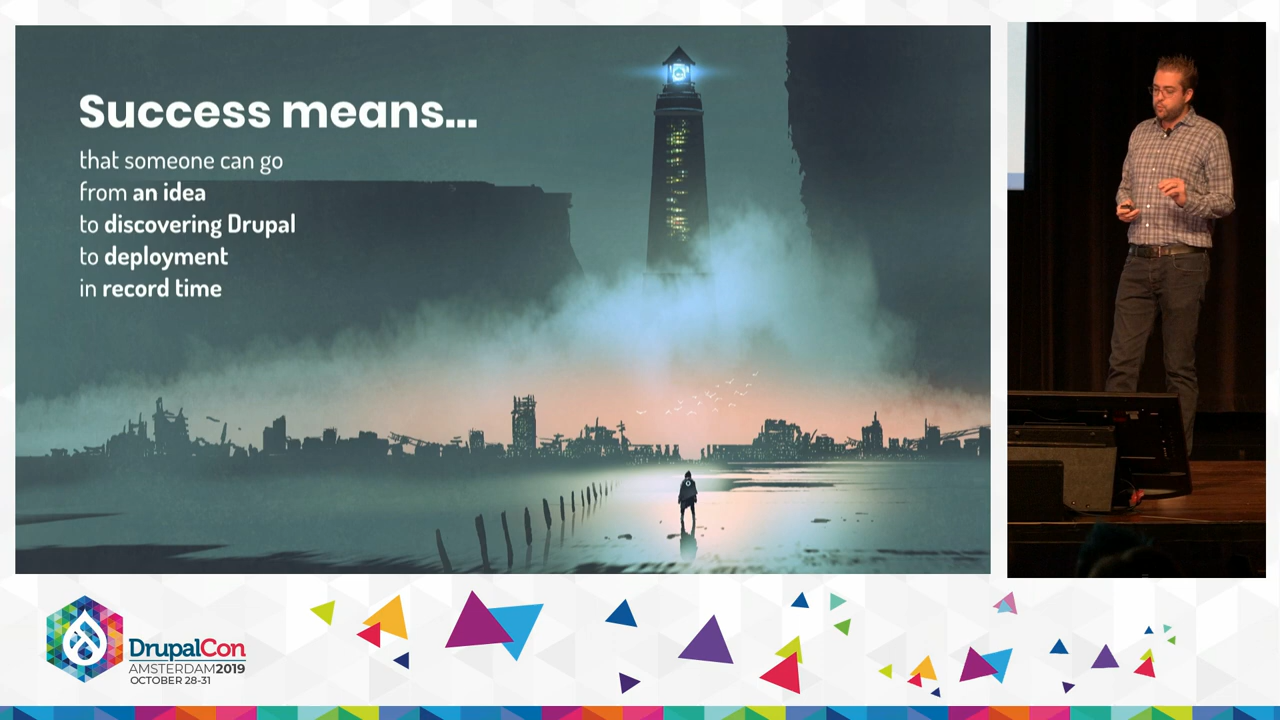 Success means...
that someone can go
from an idea
to discovering Drupal
to deployment
in record time
DrupalCon
AMSTERDAM2019
OCTOBER 28-31